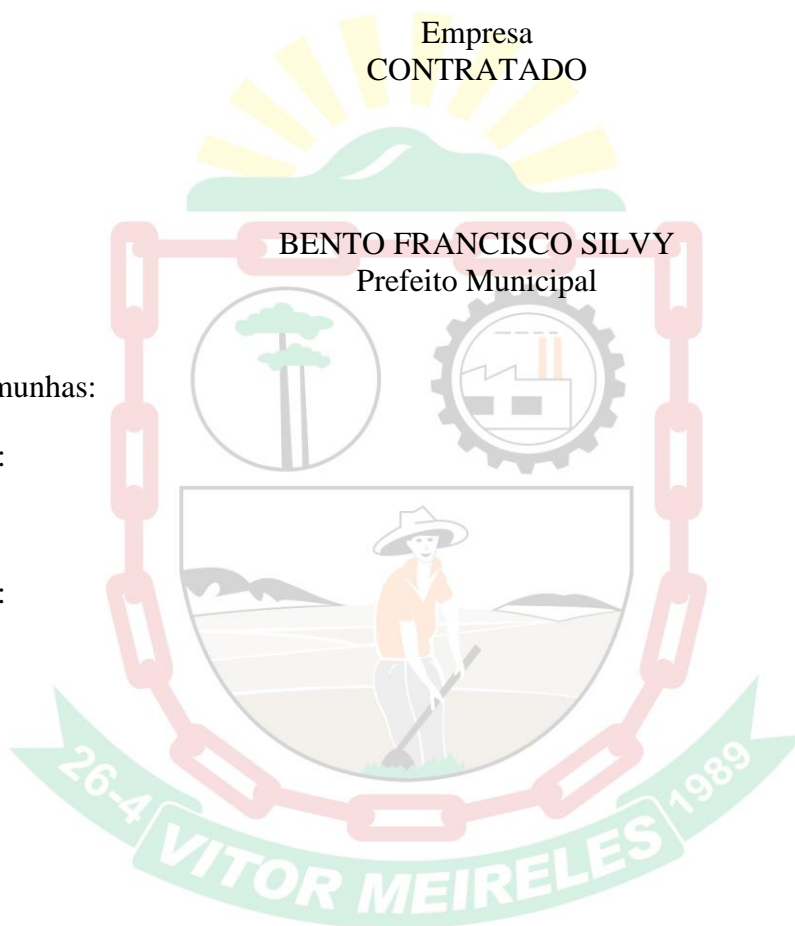 Empresa
CONTRATADO
BENTO FRANCISCO SILVY
Prefeito Municipal
munhas:
:
:
26-4 VITOR MEIRELES 1989